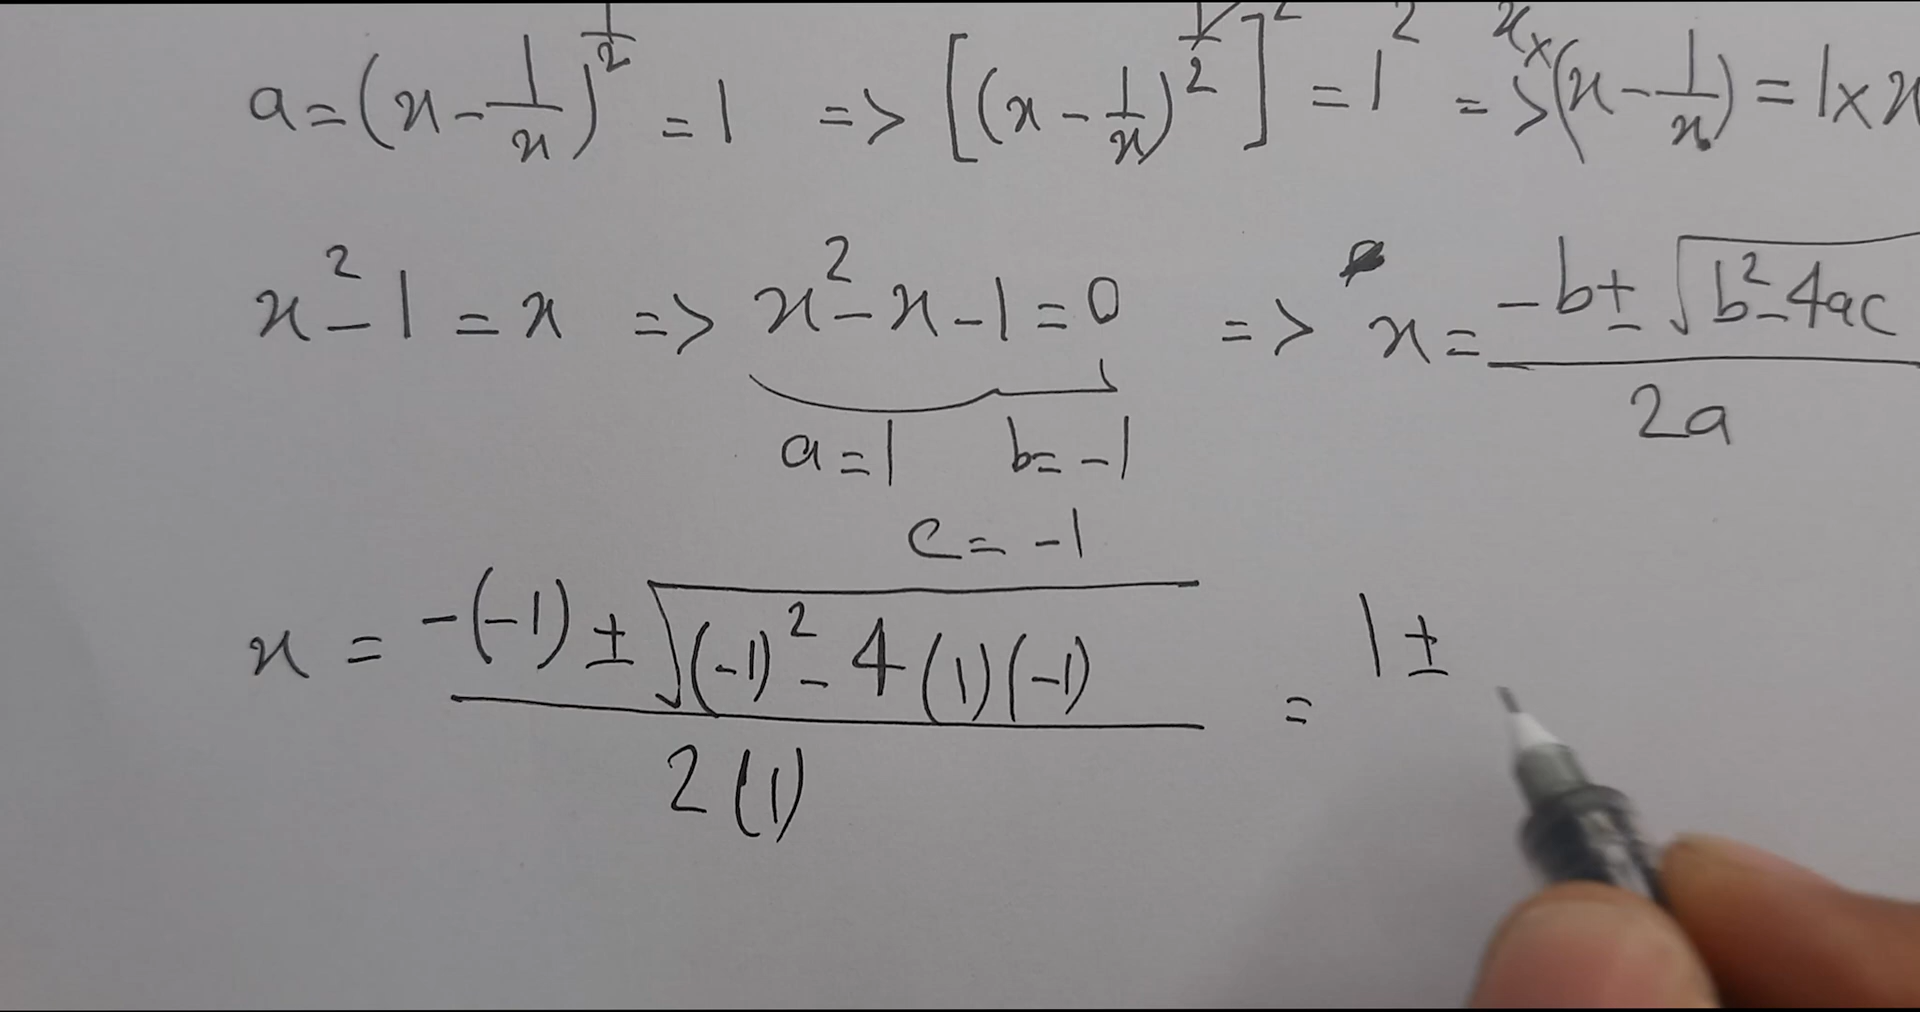 a = (x - 1/x)^1/2 = 1 => [(x - 1/x)^1/2]^2 = 1^2 => x × (x - 1/x) = 1 × x
x^2 - 1 = x => x^2 - x - 1 = 0 => x = (-b ± √(b^2 - 4ac)) / 2a
a = 1 b = -1
c = -1
x = (-(-1) ± √((-1)^2 - 4(1)(-1))) / 2(1) = 1 ±